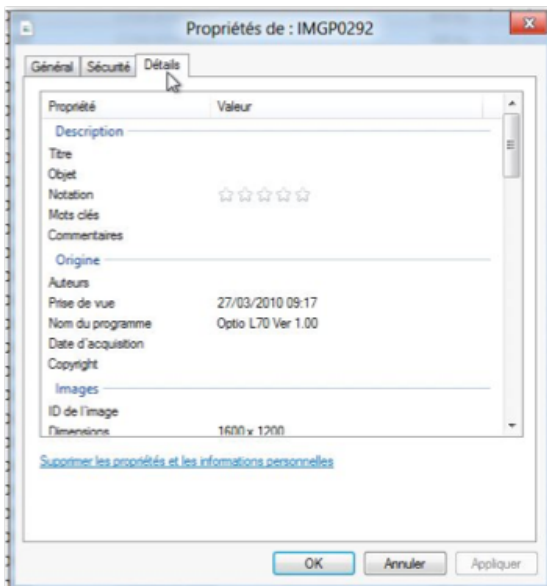 Propriétés de : IMGP0292
Général Sécurité Détails
Propriété Valeur
Description
Titre
Objet
Notation
Mots clés
Commentaires
Origine
Auteurs
Prise de vue 27/03/2010 09:17
Nom du programme Optio L70 Ver 1.00
Date d'acquisition
Copyright
Images
ID de l'image
Dimensions 1600 x 1200
Supprimer les propriétés et les informations personnelles
OK Annuler Appliquer